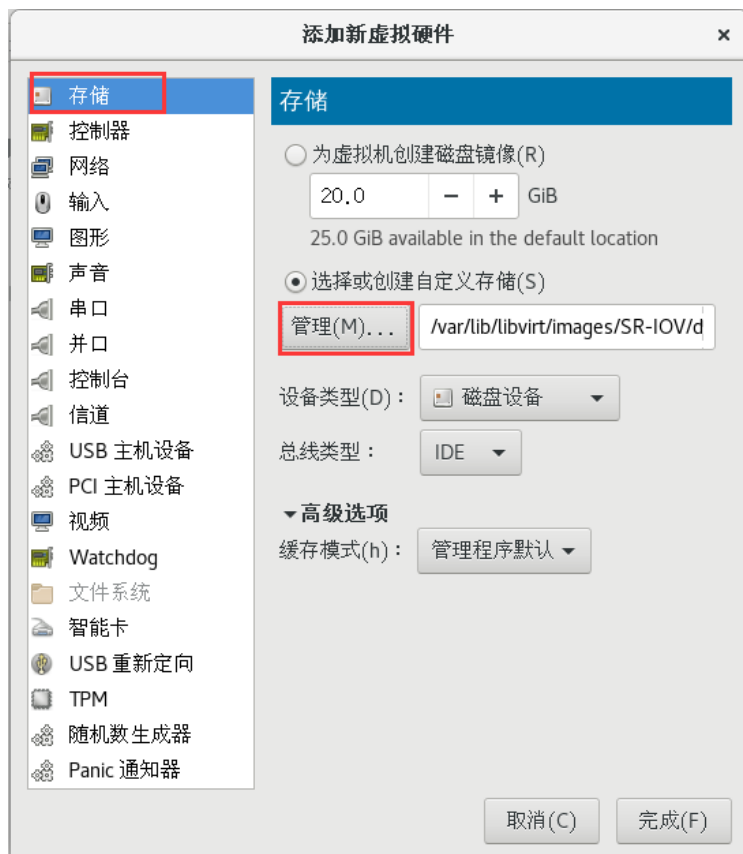 添加新虚拟硬件
存储
控制器
网络
输入
图形
声音
串口
并口
控制台
信道
USB 主机设备
PCI 主机设备
视频
Watchdog
文件系统
智能卡
USB 重新定向
TPM
随机数生成器
Panic 通知器
存储
为虚拟机创建磁盘镜像(R)
20.0 − + GiB
25.0 GiB available in the default location
选择或创建自定义存储(S)
管理(M)... /var/lib/libvirt/images/SR-IOV/d
设备类型(D)： 磁盘设备
总线类型： IDE
高级选项
缓存模式(h)： 管理程序默认
取消(C) 完成(F)